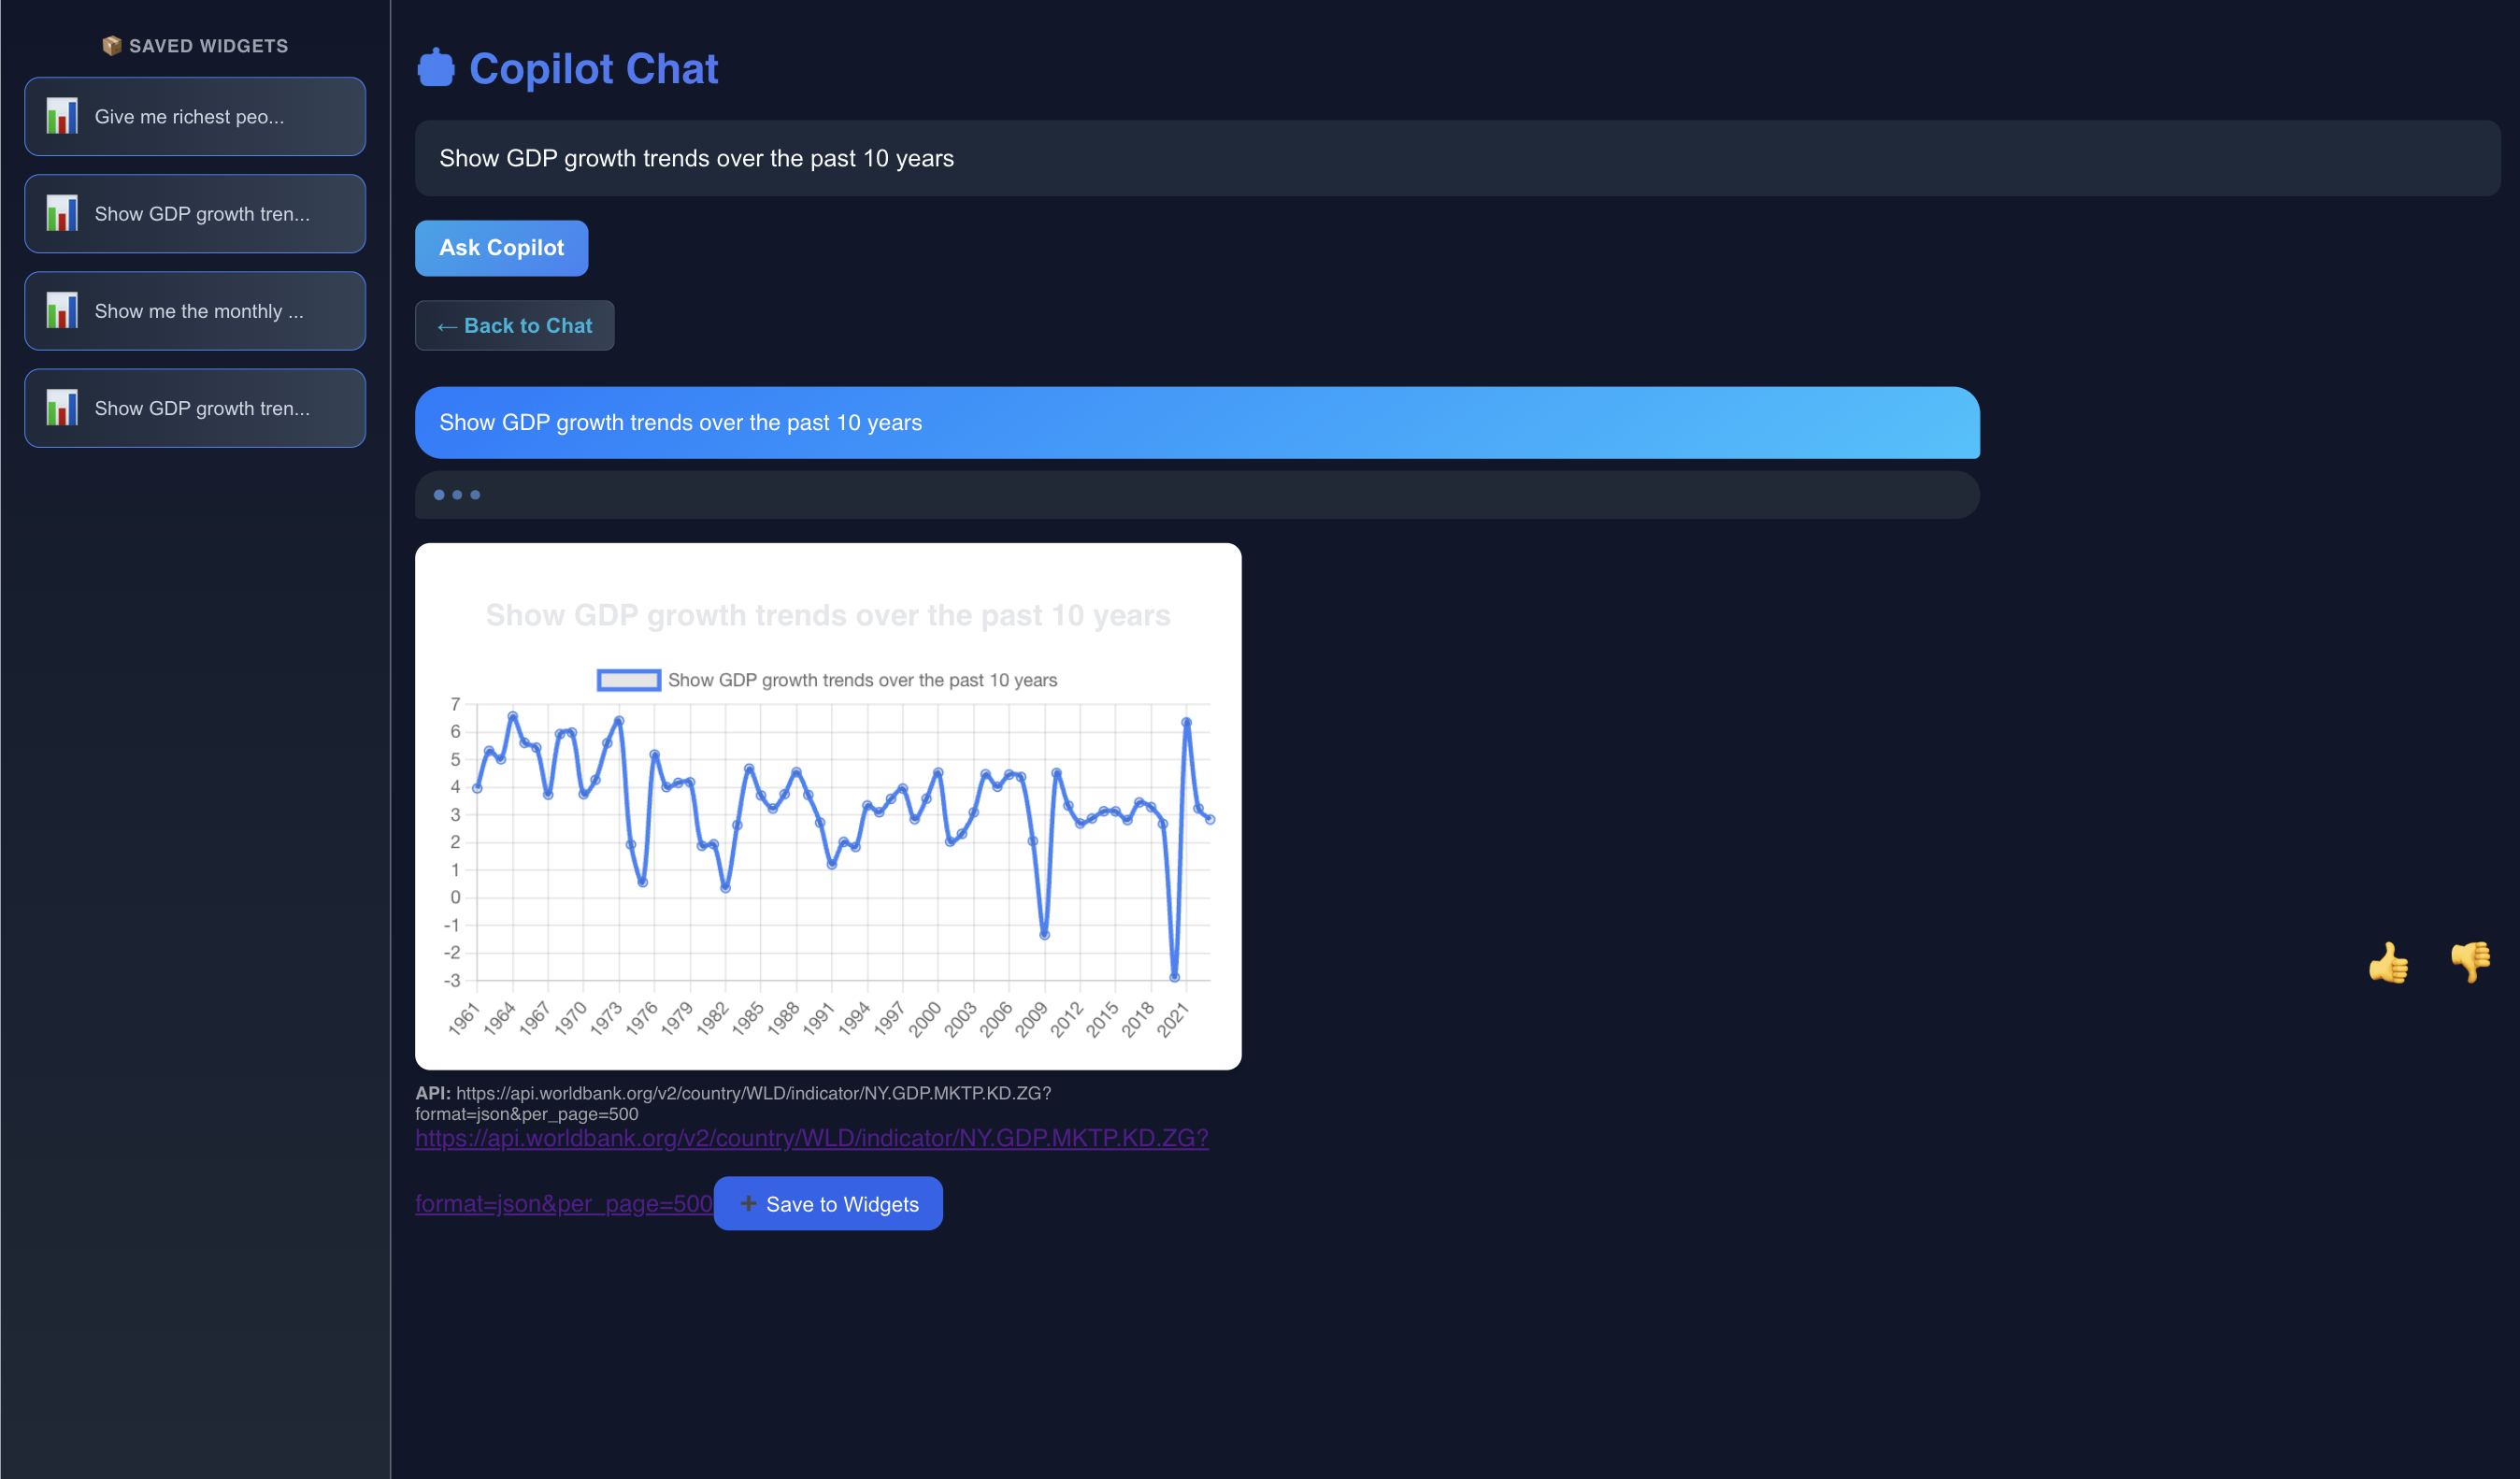 📦 SAVED WIDGETS
Give me richest peo...
Show GDP growth tren...
Show me the monthly ...
Show GDP growth tren...
Copilot Chat
Show GDP growth trends over the past 10 years
Ask Copilot
← Back to Chat
Show GDP growth trends over the past 10 years
Show GDP growth trends over the past 10 years
Show GDP growth trends over the past 10 years
7
6
5
4
3
2
1
0
-1
-2
-3
1961
1964
1967
1970
1973
1976
1979
1982
1985
1988
1991
1994
1997
2000
2003
2006
2009
2012
2015
2018
2021
API: https://api.worldbank.org/v2/country/WLD/indicator/NY.GDP.MKTP.KD.ZG?
format=json&per_page=500
https://api.worldbank.org/v2/country/WLD/indicator/NY.GDP.MKTP.KD.ZG?
format=json&per_page=500
➕ Save to Widgets